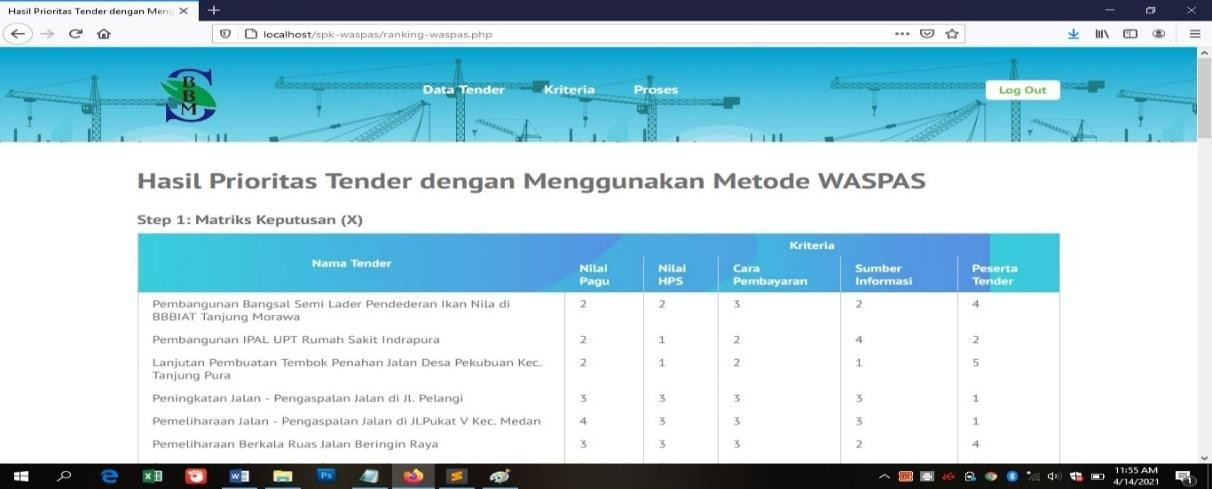 Hasil Prioritas Tender dengan Meng
localhost/spk-waspas/ranking-waspas.php
BBM
Data Tender Kriteria Proses Log Out
Hasil Prioritas Tender dengan Menggunakan Metode WASPAS
Step 1: Matriks Keputusan (X)
Nama Tender
Kriteria
Nilai Pagu
Nilai HPS
Cara Pembayaran
Sumber Informasi
Peserta Tender
Pembangunan Bangsal Semi Lader Pendederan Ikan Nila di
BBBIAT Tanjung Morawa
2 2 3 2 4
Pembangunan IPAL UPT Rumah Sakit Indrapura 2 1 2 4 2
Lanjutan Pembuatan Tembok Penahan Jalan Desa Pekubuan Kec.
Tanjung Pura
2 1 2 1 5
Peningkatan Jalan - Pengaspalan Jalan di Jl. Pelangi 3 3 3 3 1
Pemeliharaan Jalan - Pengaspalan Jalan di Jl.Pukat V Kec. Medan 4 3 3 3 1
Pemeliharaan Berkala Ruas Jalan Beringin Raya 3 3 3 2 4
11:55 AM
4/14/2021